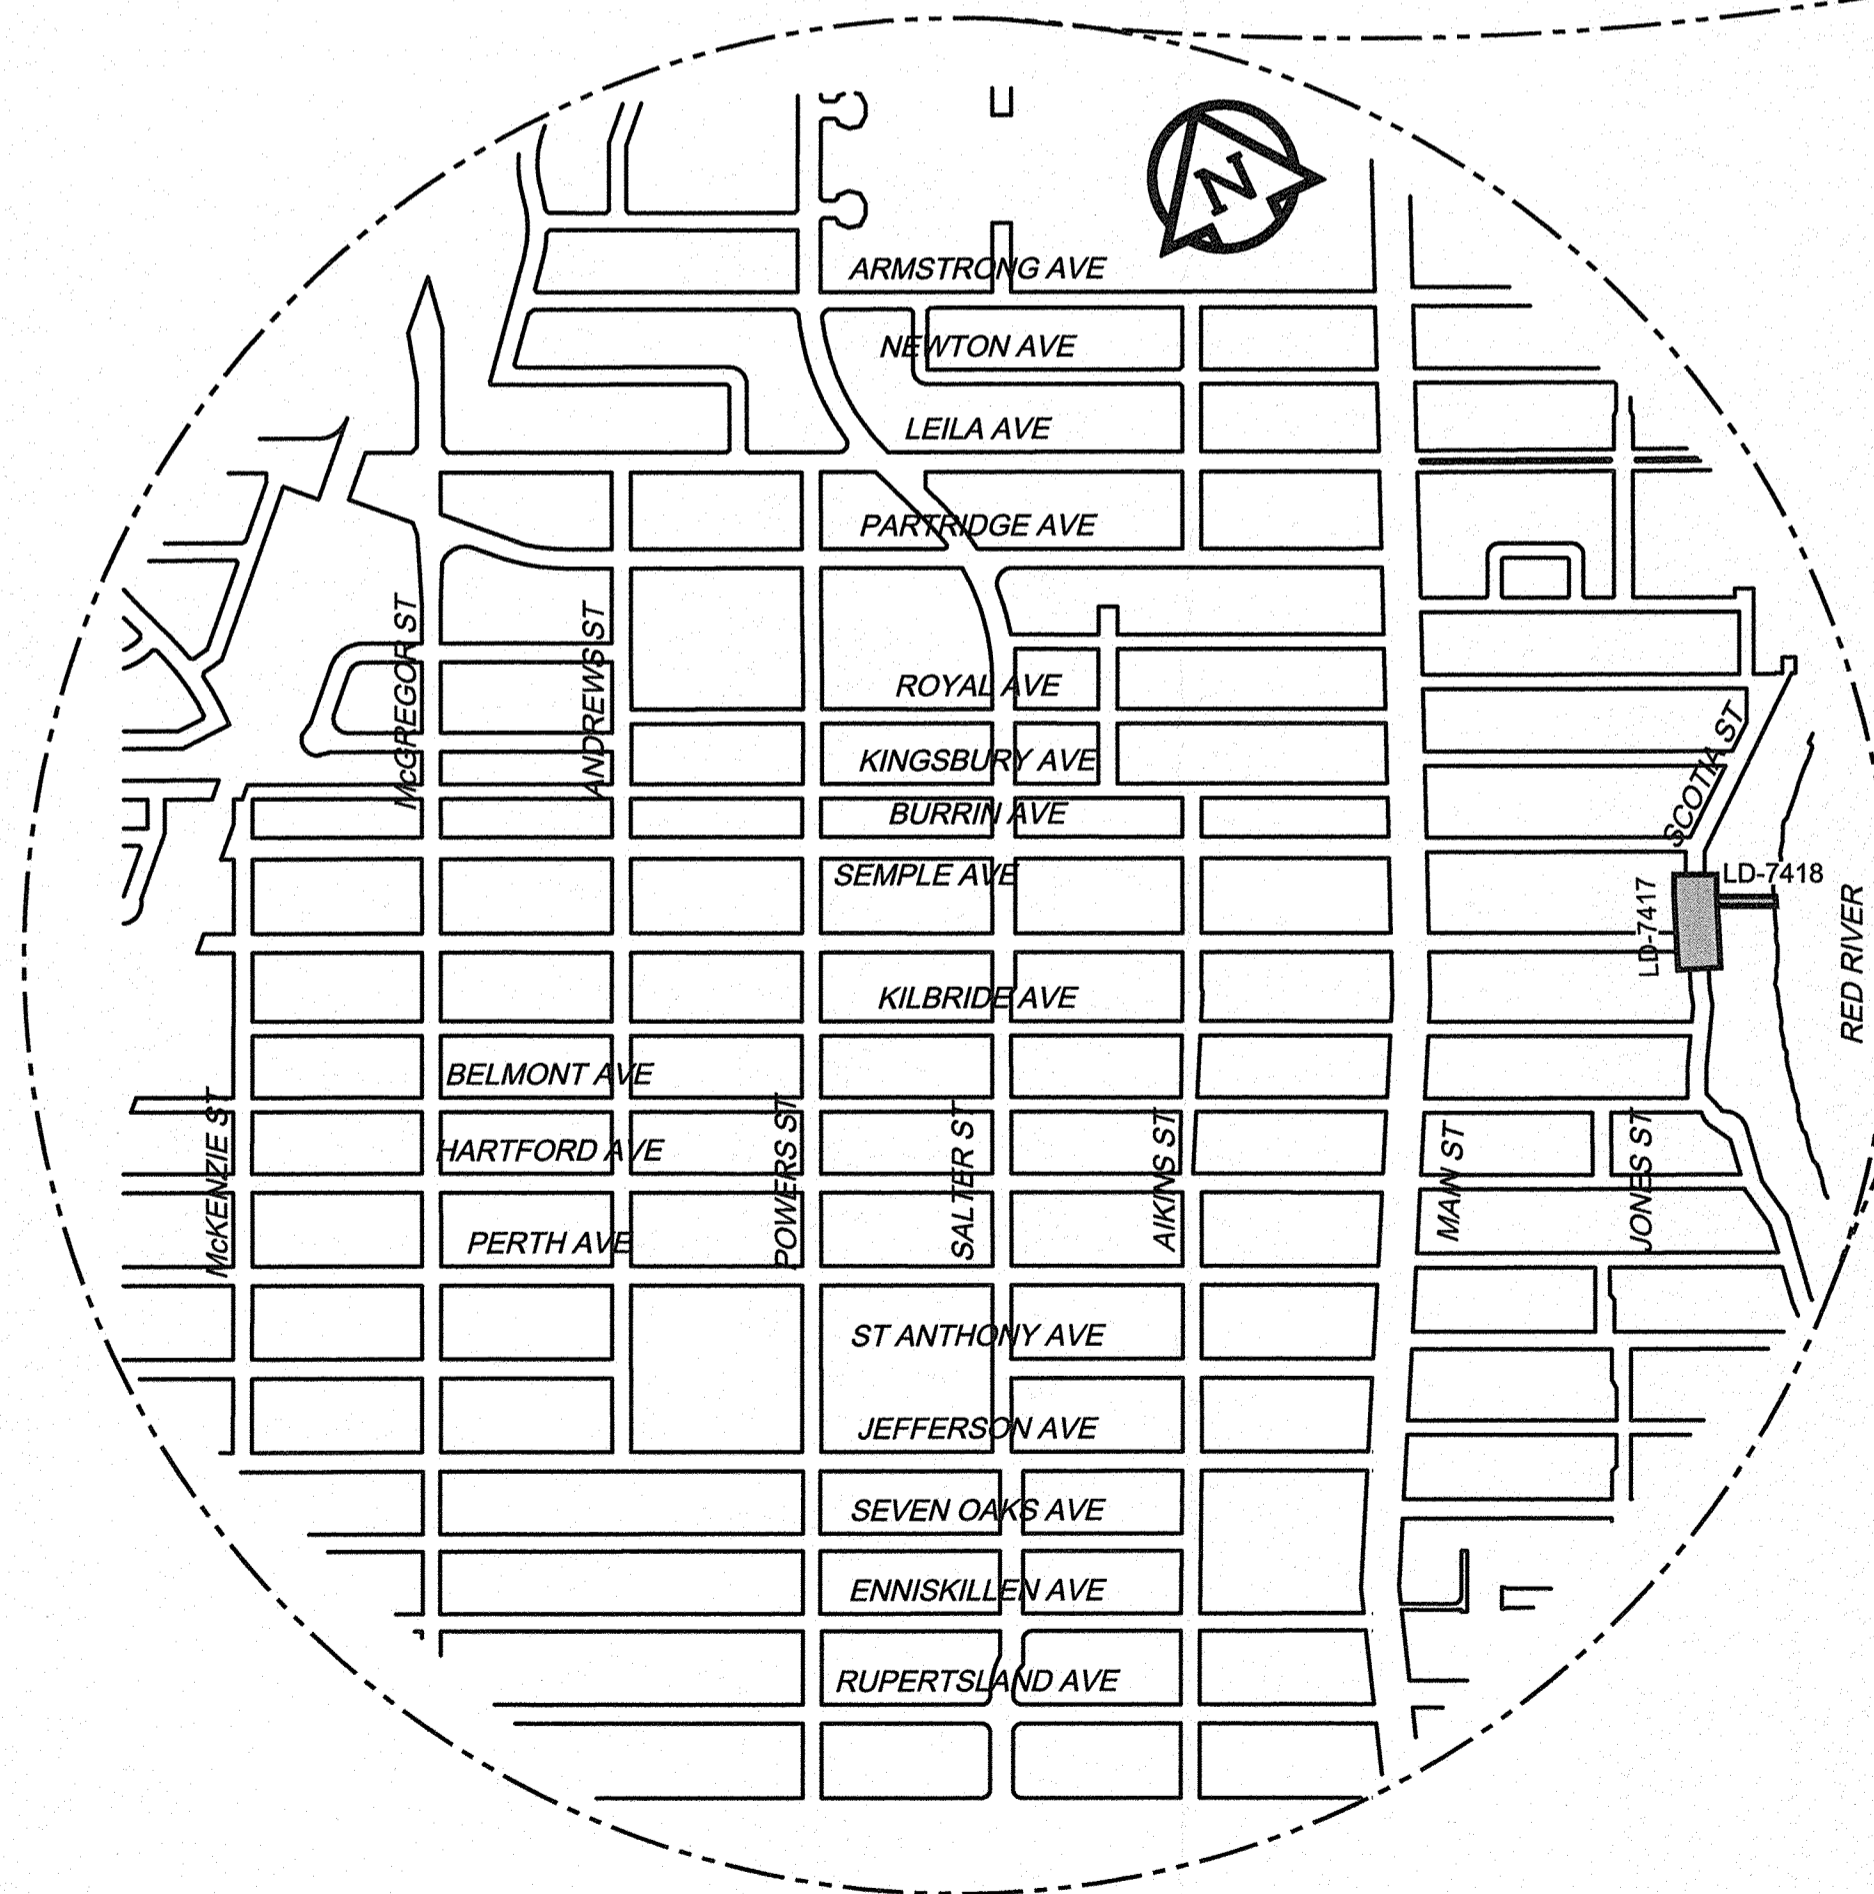 N
ARMSTRONG AVE
NEWTON AVE
LEILA AVE
PARTRIDGE AVE
McGREGOR ST
ANDREWS ST
ROYAL AVE
KINGSBURY AVE
BURRIN AVE
SCOTIA ST
SEMPLE AVE
LD-7418
LD-7417
RED RIVER
KILBRIDE AVE
BELMONT AVE
HARTFORD AVE
McKENZIE ST
POWERS ST
SALTER ST
AIKINS ST
MAIN ST
JONES ST
PERTH AVE
ST ANTHONY AVE
JEFFERSON AVE
SEVEN OAKS AVE
ENNISKILLEN AVE
RUPERTSLAND AVE